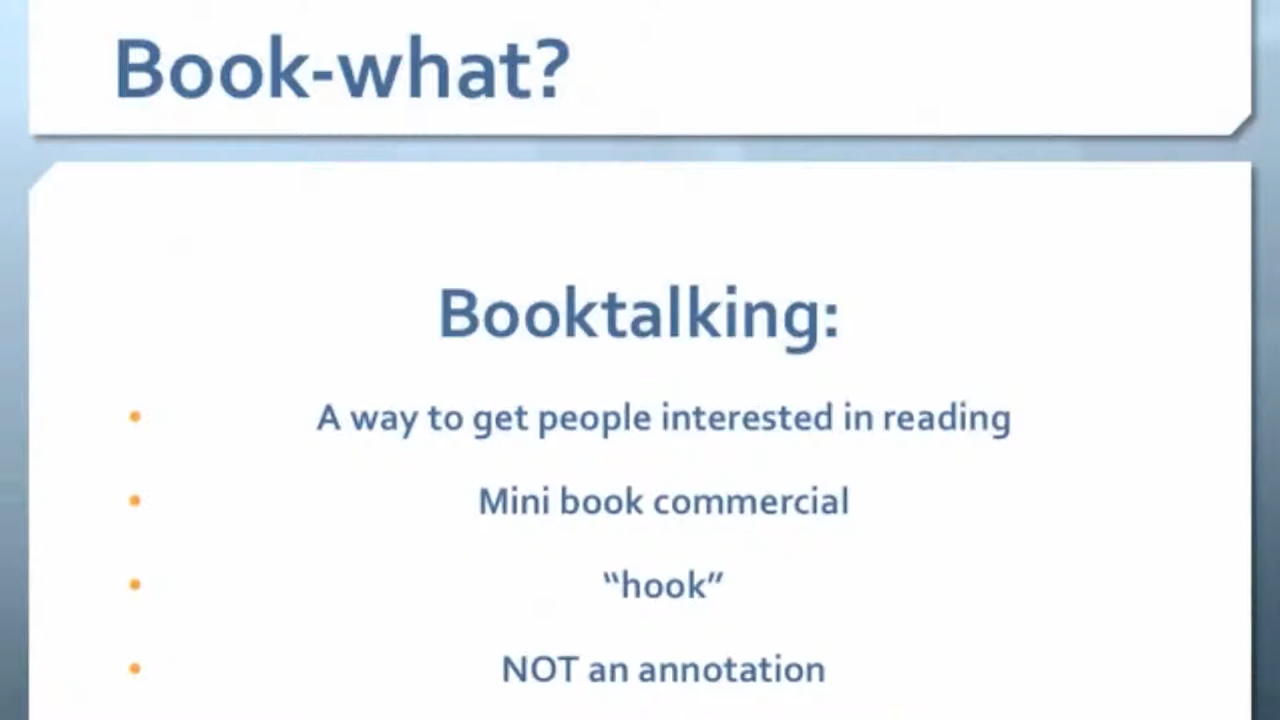 Book-what?
Booktalking:
• A way to get people interested in reading
• Mini book commercial
• “hook”
• NOT an annotation